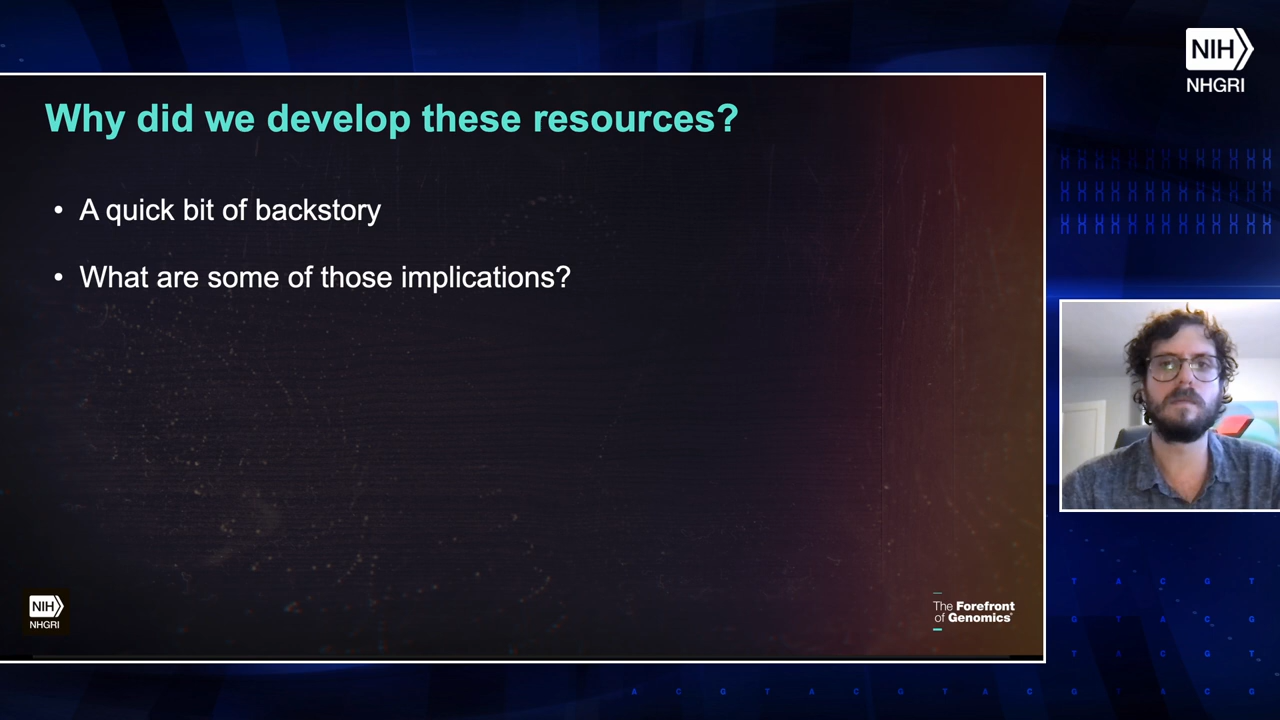 NIH
NHGRI
Why did we develop these resources?
• A quick bit of backstory
• What are some of those implications?
NIH
NHGRI
The Forefront
of Genomics®
T A C G T
G T A C G
T A C G T
A C G T A C G T A C G T A C G